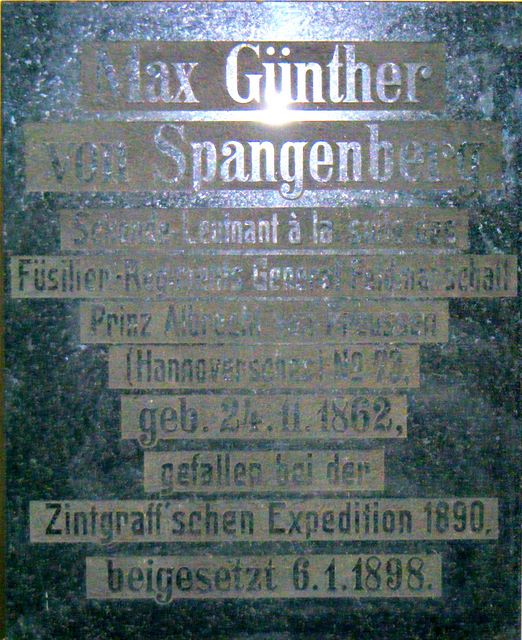 Max Günther
von Spangenberg,
Seconde-Leutnant à la suite des
Füsilier-Regiments General Feldmarschall
Prinz Albrecht von Preussen
(Hannoversches) No 73,
geb. 24.11.1862,
gefallen bei der
Zintgraff'schen Expedition 1890,
beigesetzt 6.1.1898.